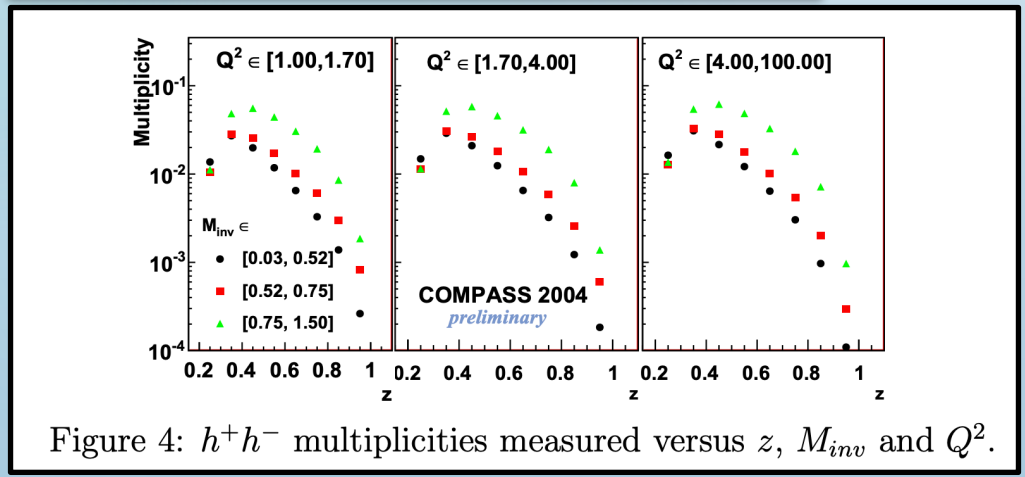 Multiplicity
Q² ∈ [1.00,1.70]
Q² ∈ [1.70,4.00]
Q² ∈ [4.00,100.00]
10⁻¹
10⁻²
10⁻³
10⁻⁴
M_inv ∈
[0.03, 0.52]
[0.52, 0.75]
[0.75, 1.50]
COMPASS 2004
preliminary
0.2 0.4 0.6 0.8 1
0.2 0.4 0.6 0.8 1
0.2 0.4 0.6 0.8 1
z
z
z
Figure 4: h⁺h⁻ multiplicities measured versus z, M_inv and Q².